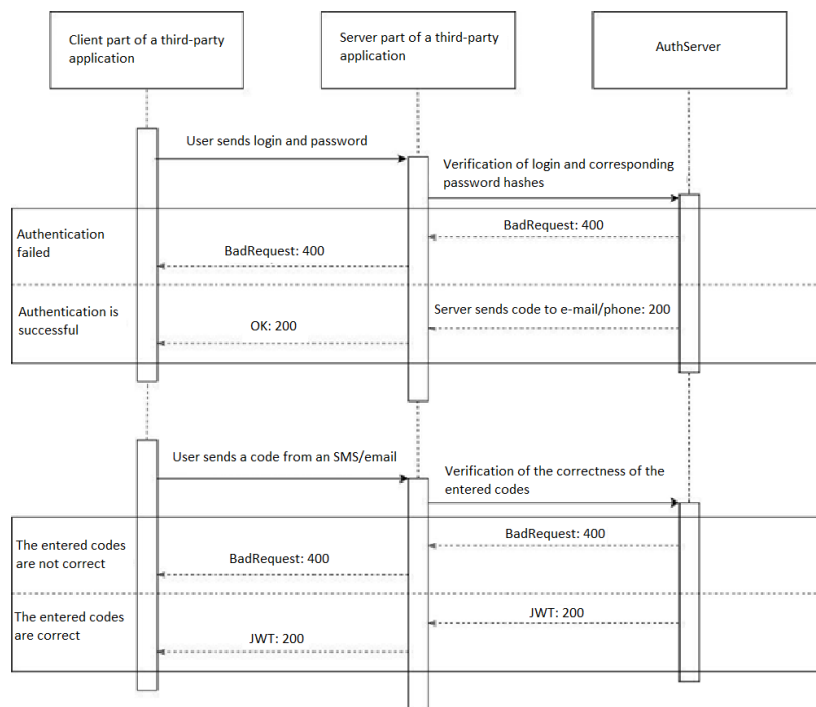 Client part of a third-party
application
Server part of a third-party
application
AuthServer
User sends login and password
Verification of login and corresponding
password hashes
Authentication
failed
BadRequest: 400
BadRequest: 400
Authentication is
successful
Server sends code to e-mail/phone: 200
OK: 200
User sends a code from an SMS/email
Verification of the correctness of the
entered codes
The entered codes
are not correct
BadRequest: 400
BadRequest: 400
The entered codes
are correct
JWT: 200
JWT: 200